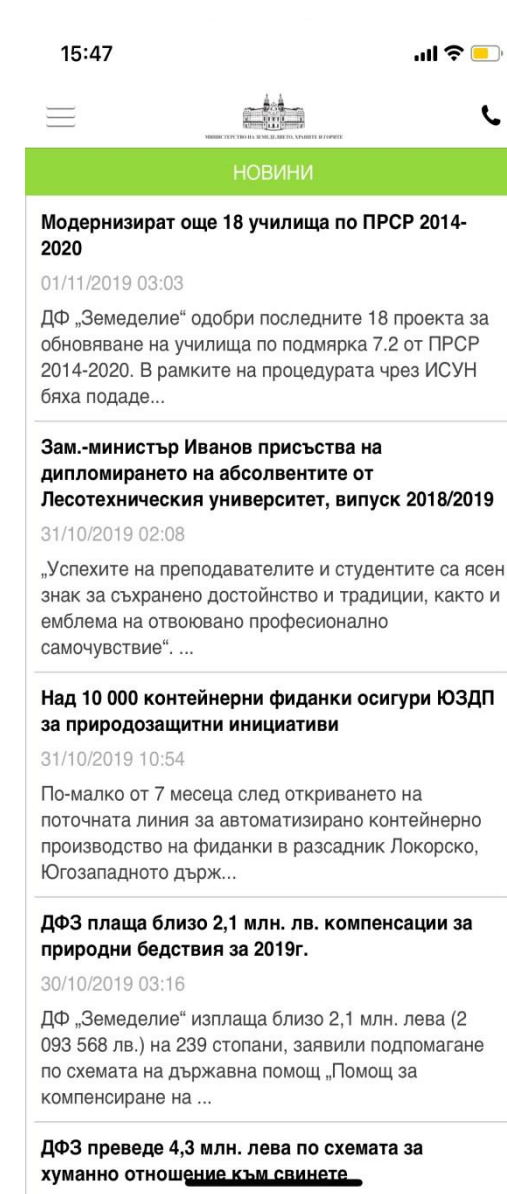 15:47
МИНИСТЕРСТВО НА ЗЕМЕДЕЛИЕТО, ХРАНИТЕ И ГОРИТЕ
НОВИНИ
Модернизират още 18 училища по ПРСР 2014-
2020
01/11/2019 03:03
ДФ „Земеделие“ одобри последните 18 проекта за
обновяване на училища по подмярка 7.2 от ПРСР
2014-2020. В рамките на процедурата чрез ИСУН
бяха подаде...
Зам.-министър Иванов присъства на
дипломирането на абсолвентите от
Лесотехническия университет, випуск 2018/2019
31/10/2019 02:08
„Успехите на преподавателите и студентите са ясен
знак за съхранено достойнство и традиции, както и
емблема на отвоювано професионално
самочувствие“. ...
Над 10 000 контейнерни фиданки осигури ЮЗДП
за природозащитни инициативи
31/10/2019 10:54
По-малко от 7 месеца след откриването на
поточната линия за автоматизирано контейнерно
производство на фиданки в разсадник Локорско,
Югозападното държ...
ДФЗ плаща близо 2,1 млн. лв. компенсации за
природни бедствия за 2019г.
30/10/2019 03:16
ДФ „Земеделие“ изплаща близо 2,1 млн. лева (2
093 568 лв.) на 239 стопани, заявили подпомагане
по схемата на държавна помощ „Помощ за
компенсиране на ...
ДФЗ преведе 4,3 млн. лева по схемата за
хуманно отношение към свинете